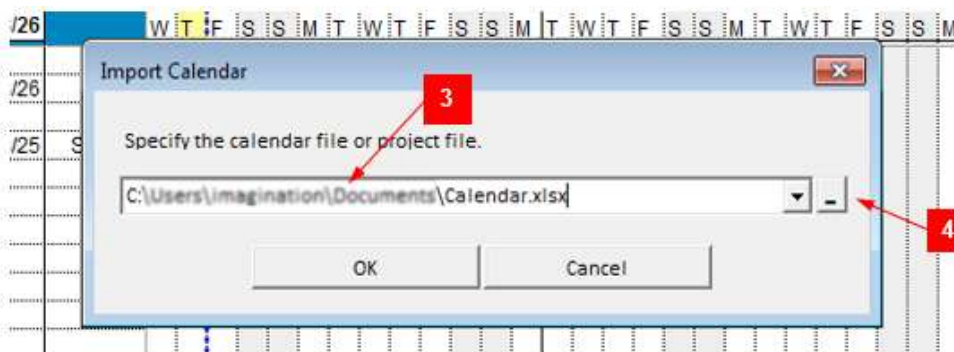 /26 W T F S S M T W T F S S M T W T F S S M T W T F S S M
Import Calendar
/26
3
/25 S
Specify the calendar file or project file.
C:\Users\imagination\Documents\Calendar.xlsx
4
OK Cancel